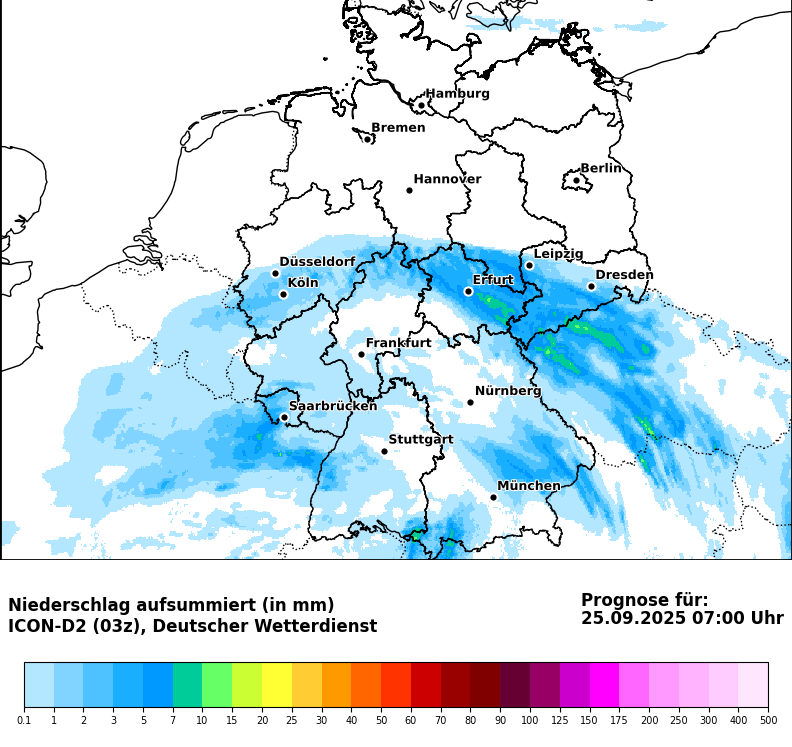 Hamburg
Bremen
Berlin
Hannover
Leipzig
Düsseldorf
Dresden
Erfurt
Köln
Frankfurt
Nürnberg
Saarbrücken
Stuttgart
München
Niederschlag aufsummiert (in mm)
ICON-D2 (03z), Deutscher Wetterdienst
Prognose für:
25.09.2025 07:00 Uhr
0.1 1 2 3 5 7 10 15 20 25 30 40 50 60 70 80 90 100 125 150 175 200 250 300 400 500